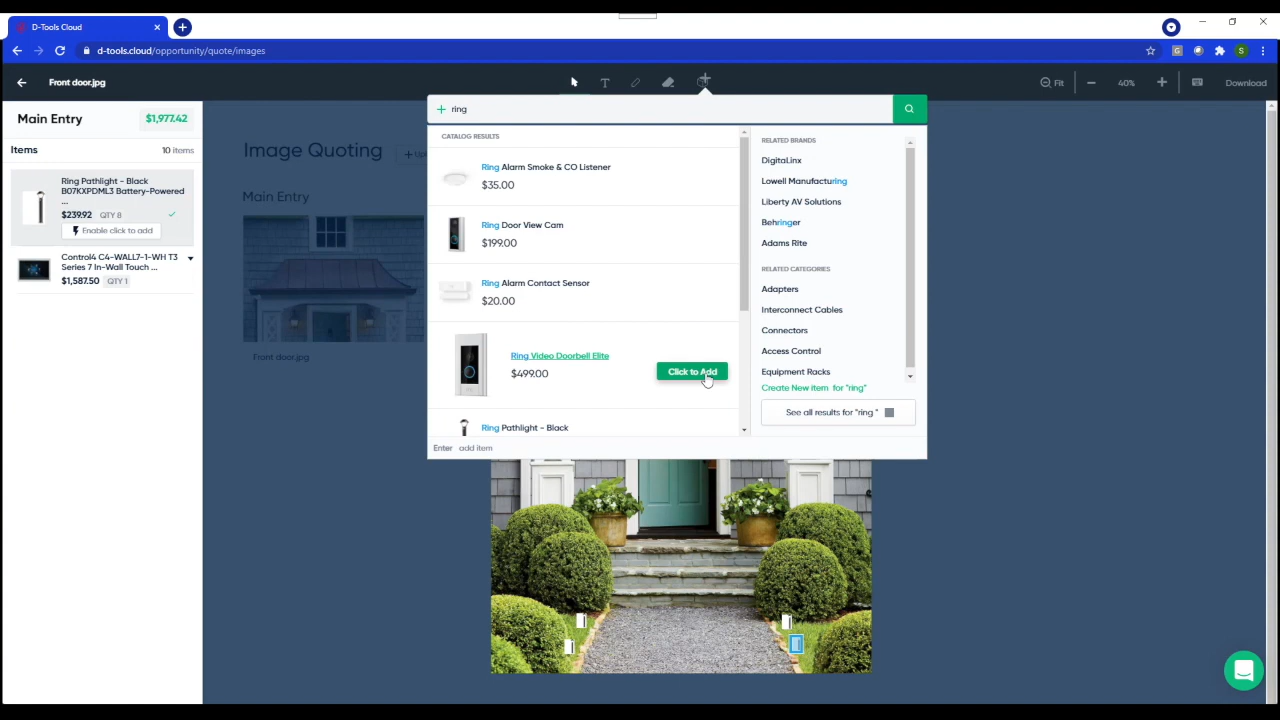 D-Tools Cloud
d-tools.cloud/opportunity/quote/images
G
S
Front door.jpg
T
Fit
40%
Download
Main Entry
$1,977.42
Items
10 items
Ring Pathlight - Black
B07KXPDML3 Battery-Powered
...
$239.92 QTY 8
Enable click to add
Control4 C4-WALL7-1-WH T3
Series 7 In-Wall Touch ...
$1,587.50 QTY 1
Image Quoting
Main Entry
Front door.jpg
ring
CATALOG RESULTS
Ring Alarm Smoke & CO Listener
$35.00
Ring Door View Cam
$199.00
Ring Alarm Contact Sensor
$20.00
Ring Video Doorbell Elite
$499.00
Click to Add
Ring Pathlight - Black
Enter add item
RELATED BRANDS
DigitaLinx
Lowell Manufacturing
Liberty AV Solutions
Behringer
Adams Rite
RELATED CATEGORIES
Adapters
Interconnect Cables
Connectors
Access Control
Equipment Racks
Create New item for "ring"
See all results for "ring "